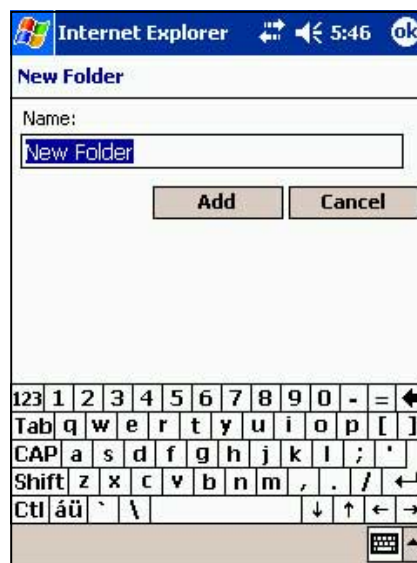 Internet Explorer 5:46 ok
New Folder
Name:
New Folder
Add Cancel
123 1 2 3 4 5 6 7 8 9 0 - =
Tab q w e r t y u i o p [ ]
CAP a s d f g h j k l ; '
Shift z x c v b n m , . /
Ctl áü ` \